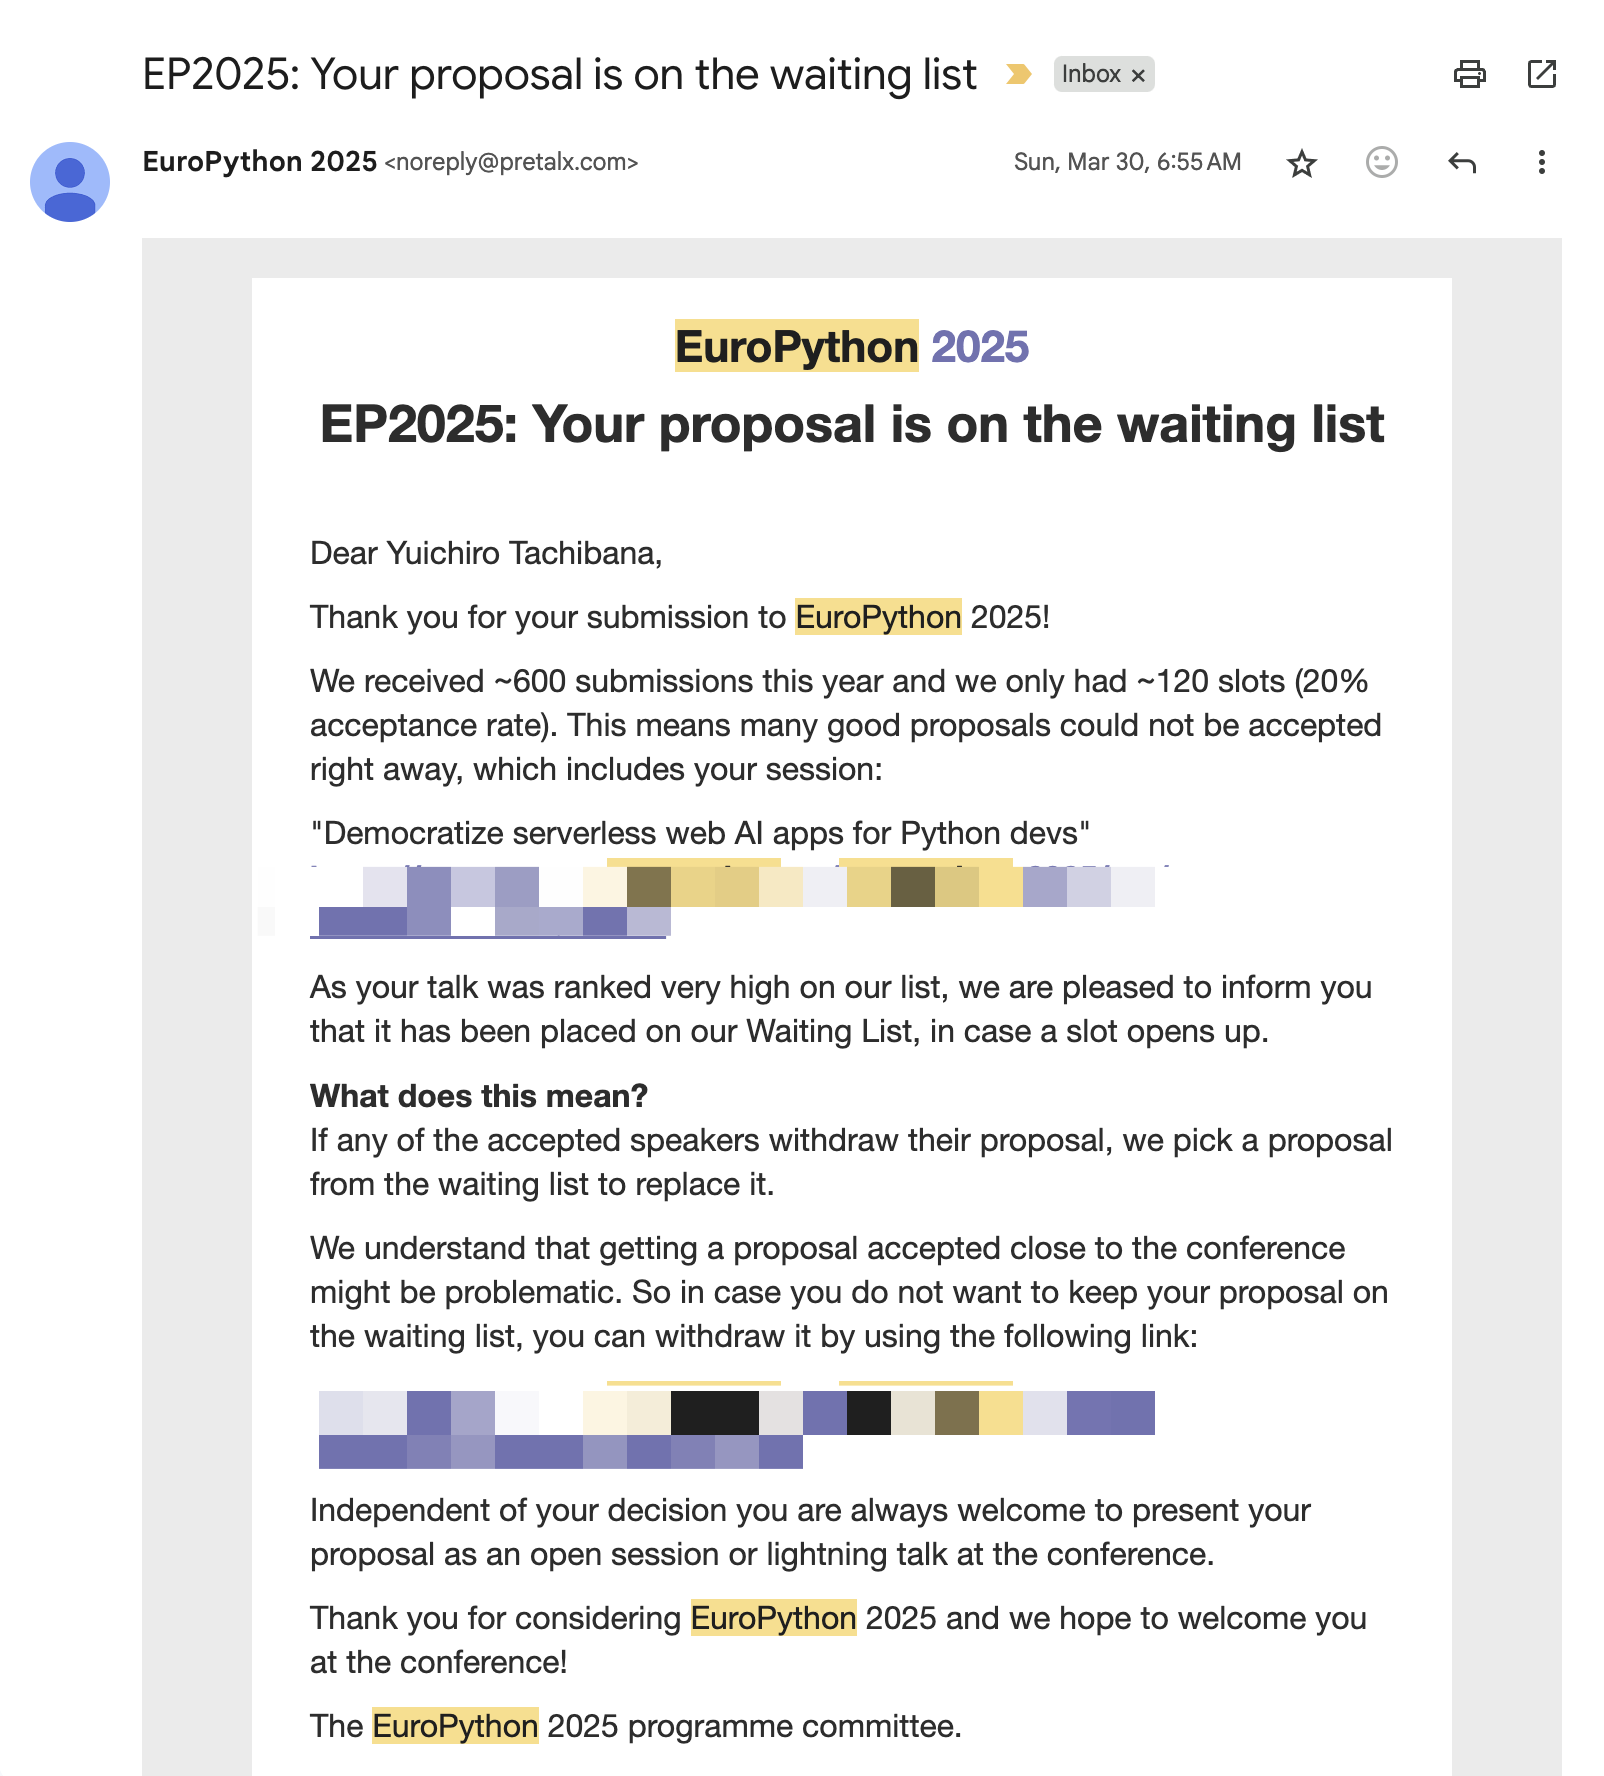 EP2025: Your proposal is on the waiting list
Inbox ×
EuroPython 2025 <noreply@pretalx.com>
Sun, Mar 30, 6:55 AM
EuroPython 2025
EP2025: Your proposal is on the waiting list
Dear Yuichiro Tachibana,
Thank you for your submission to EuroPython 2025!
We received ~600 submissions this year and we only had ~120 slots (20%
acceptance rate). This means many good proposals could not be accepted
right away, which includes your session:
"Democratize serverless web AI apps for Python devs"
As your talk was ranked very high on our list, we are pleased to inform you
that it has been placed on our Waiting List, in case a slot opens up.
What does this mean?
If any of the accepted speakers withdraw their proposal, we pick a proposal
from the waiting list to replace it.
We understand that getting a proposal accepted close to the conference
might be problematic. So in case you do not want to keep your proposal on
the waiting list, you can withdraw it by using the following link:
Independent of your decision you are always welcome to present your
proposal as an open session or lightning talk at the conference.
Thank you for considering EuroPython 2025 and we hope to welcome you
at the conference!
The EuroPython 2025 programme committee.